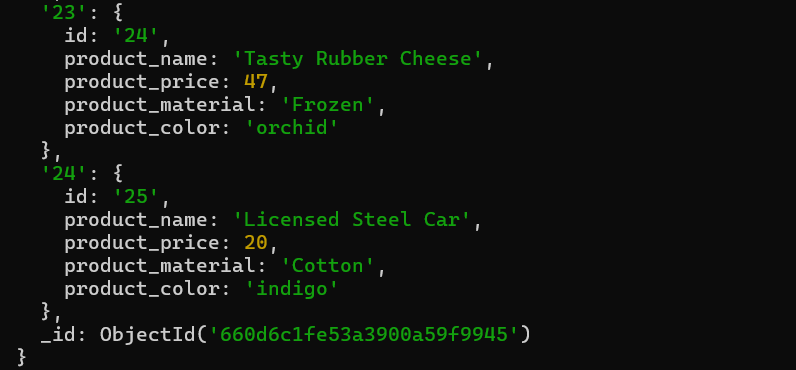 '23': {
id: '24',
product_name: 'Tasty Rubber Cheese',
product_price: 47,
product_material: 'Frozen',
product_color: 'orchid'
},
'24': {
id: '25',
product_name: 'Licensed Steel Car',
product_price: 20,
product_material: 'Cotton',
product_color: 'indigo'
},
_id: ObjectId('660d6c1fe53a3900a59f9945')
}